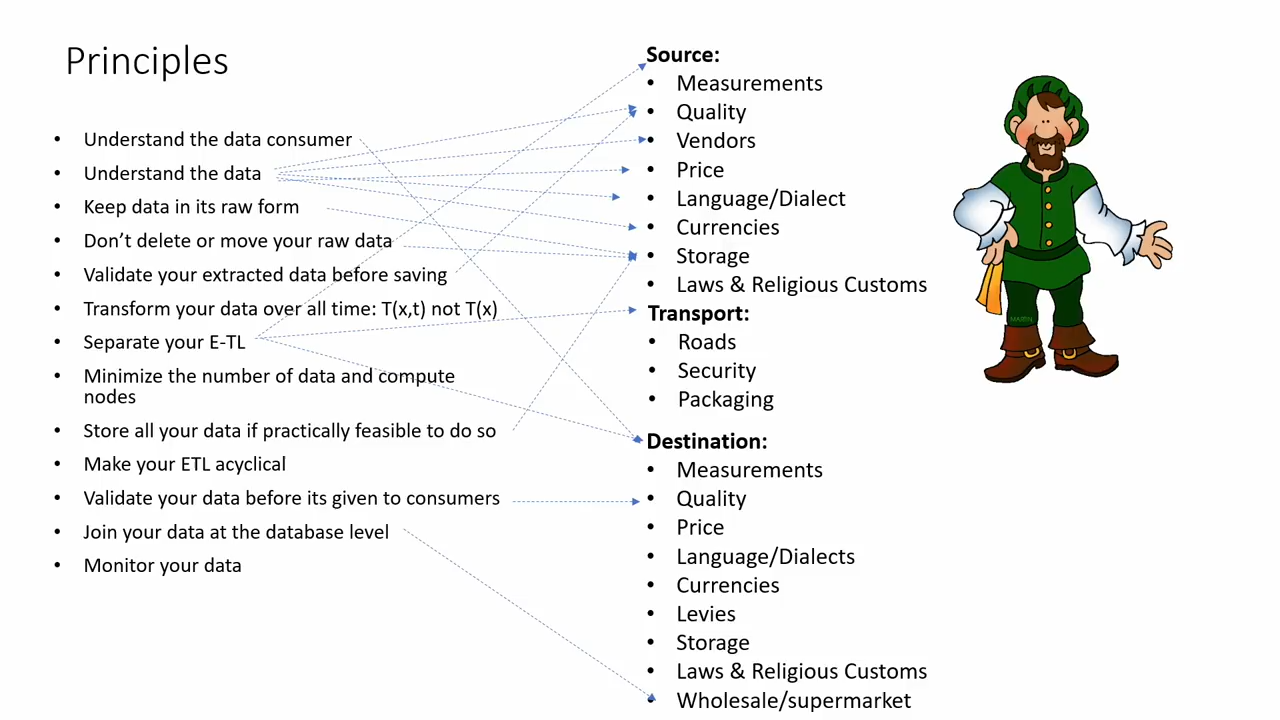 Principles
• Understand the data consumer
• Understand the data
• Keep data in its raw form
• Don’t delete or move your raw data
• Validate your extracted data before saving
• Transform your data over all time: T(x,t) not T(x)
• Separate your E-TL
• Minimize the number of data and compute
nodes
• Store all your data if practically feasible to do so
• Make your ETL acyclical
• Validate your data before its given to consumers
• Join your data at the database level
• Monitor your data
Source:
• Measurements
• Quality
• Vendors
• Price
• Language/Dialect
• Currencies
• Storage
• Laws & Religious Customs
Transport:
• Roads
• Security
• Packaging
Destination:
• Measurements
• Quality
• Price
• Language/Dialects
• Currencies
• Levies
• Storage
• Laws & Religious Customs
• Wholesale/supermarket
MARTIN